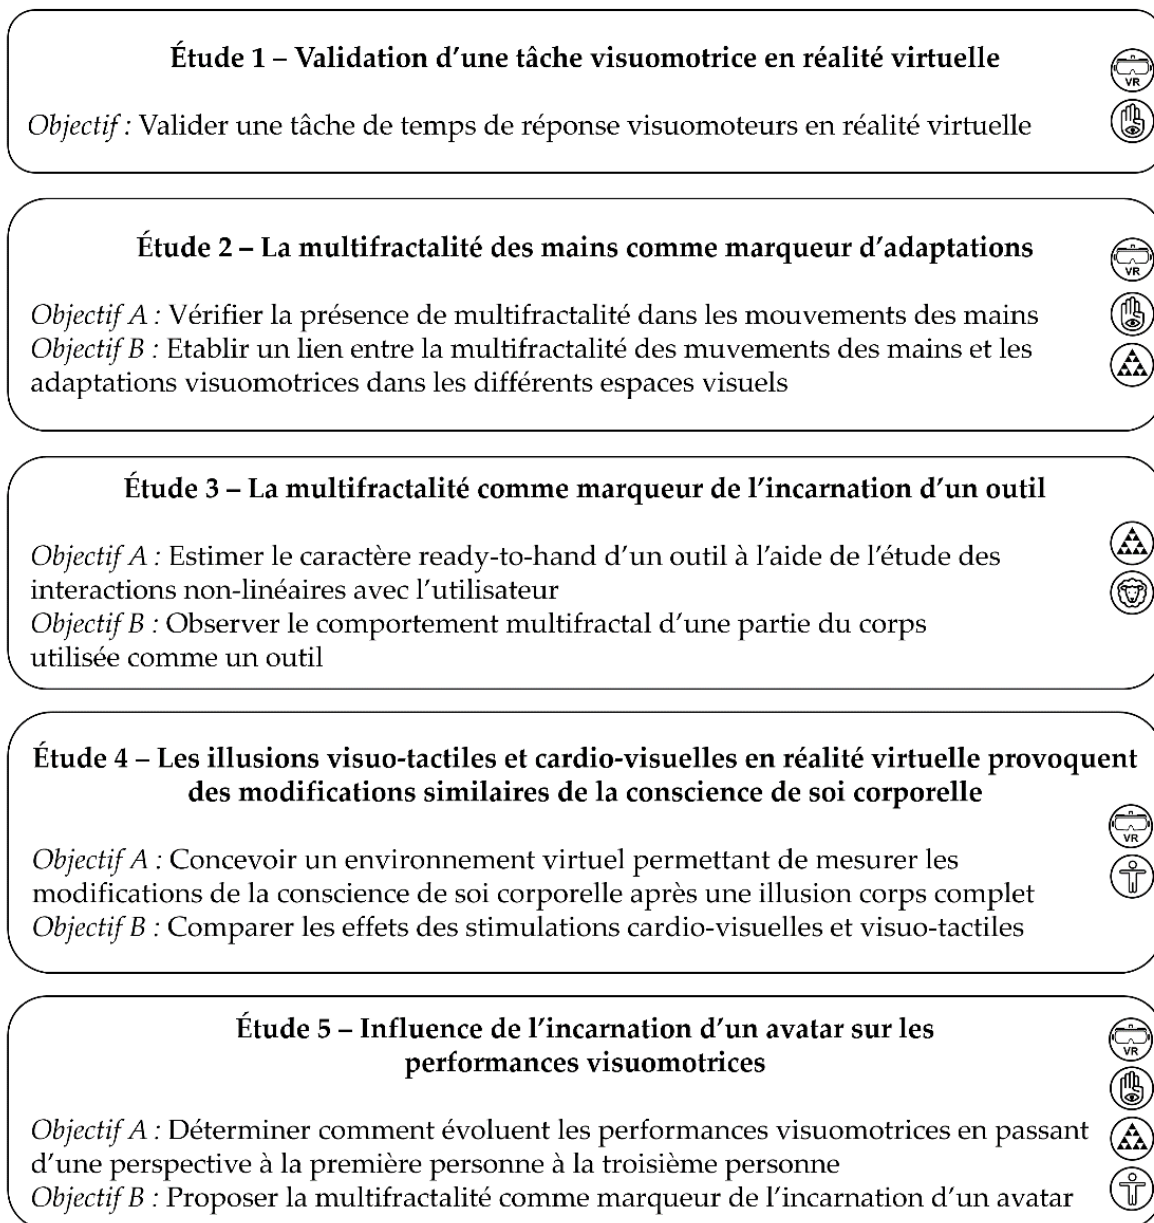 Étude 1 – Validation d’une tâche visuomotrice en réalité virtuelle
VR
Objectif : Valider une tâche de temps de réponse visuomoteurs en réalité virtuelle
Étude 2 – La multifractalité des mains comme marqueur d’adaptations
VR
Objectif A : Vérifier la présence de multifractalité dans les mouvements des mains
Objectif B : Etablir un lien entre la multifractalité des muvements des mains et les
adaptations visuomotrices dans les différents espaces visuels
Étude 3 – La multifractalité comme marqueur de l’incarnation d’un outil
Objectif A : Estimer le caractère ready-to-hand d’un outil à l’aide de l’étude des
interactions non-linéaires avec l’utilisateur
Objectif B : Observer le comportement multifractal d’une partie du corps
utilisée comme un outil
Étude 4 – Les illusions visuo-tactiles et cardio-visuelles en réalité virtuelle provoquent
des modifications similaires de la conscience de soi corporelle
VR
Objectif A : Concevoir un environnement virtuel permettant de mesurer les
modifications de la conscience de soi corporelle après une illusion corps complet
Objectif B : Comparer les effets des stimulations cardio-visuelles et visuo-tactiles
Étude 5 – Influence de l’incarnation d’un avatar sur les
performances visuomotrices
VR
Objectif A : Déterminer comment évoluent les performances visuomotrices en passant
d’une perspective à la première personne à la troisième personne
Objectif B : Proposer la multifractalité comme marqueur de l’incarnation d’un avatar